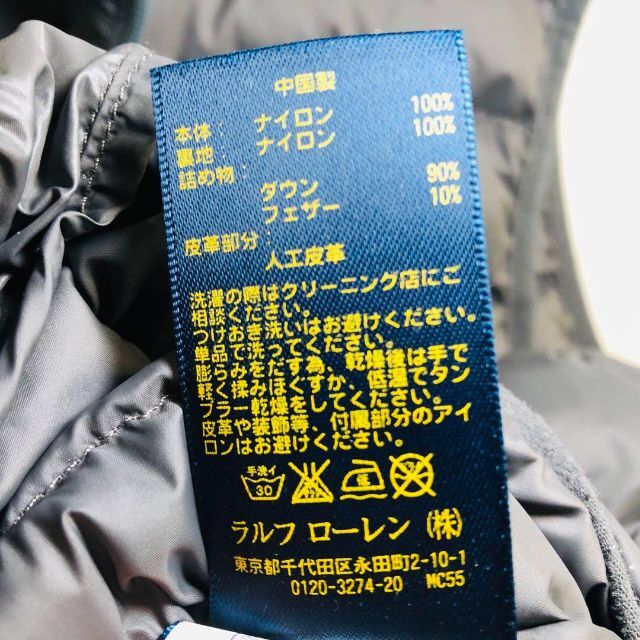 中国製
本体: ナイロン 100%
裏地: ナイロン 100%
詰め物:
ダウン 90%
フェザー 10%
皮革部分:
人工皮革
洗濯の際はクリーニング店にご
相談ください。
つけおき洗いはお避けください。
単品で洗ってください。
膨らみをだす為、乾燥後は手で
軽く揉みほぐすか、低温でタン
ブラー乾燥をしてください。
皮革や装飾等、付属部分のアイ
ロンはお避けください。
手洗イ
30
ラルフ ローレン (株)
東京都千代田区永田町2-10-1
0120-3274-20 MC55